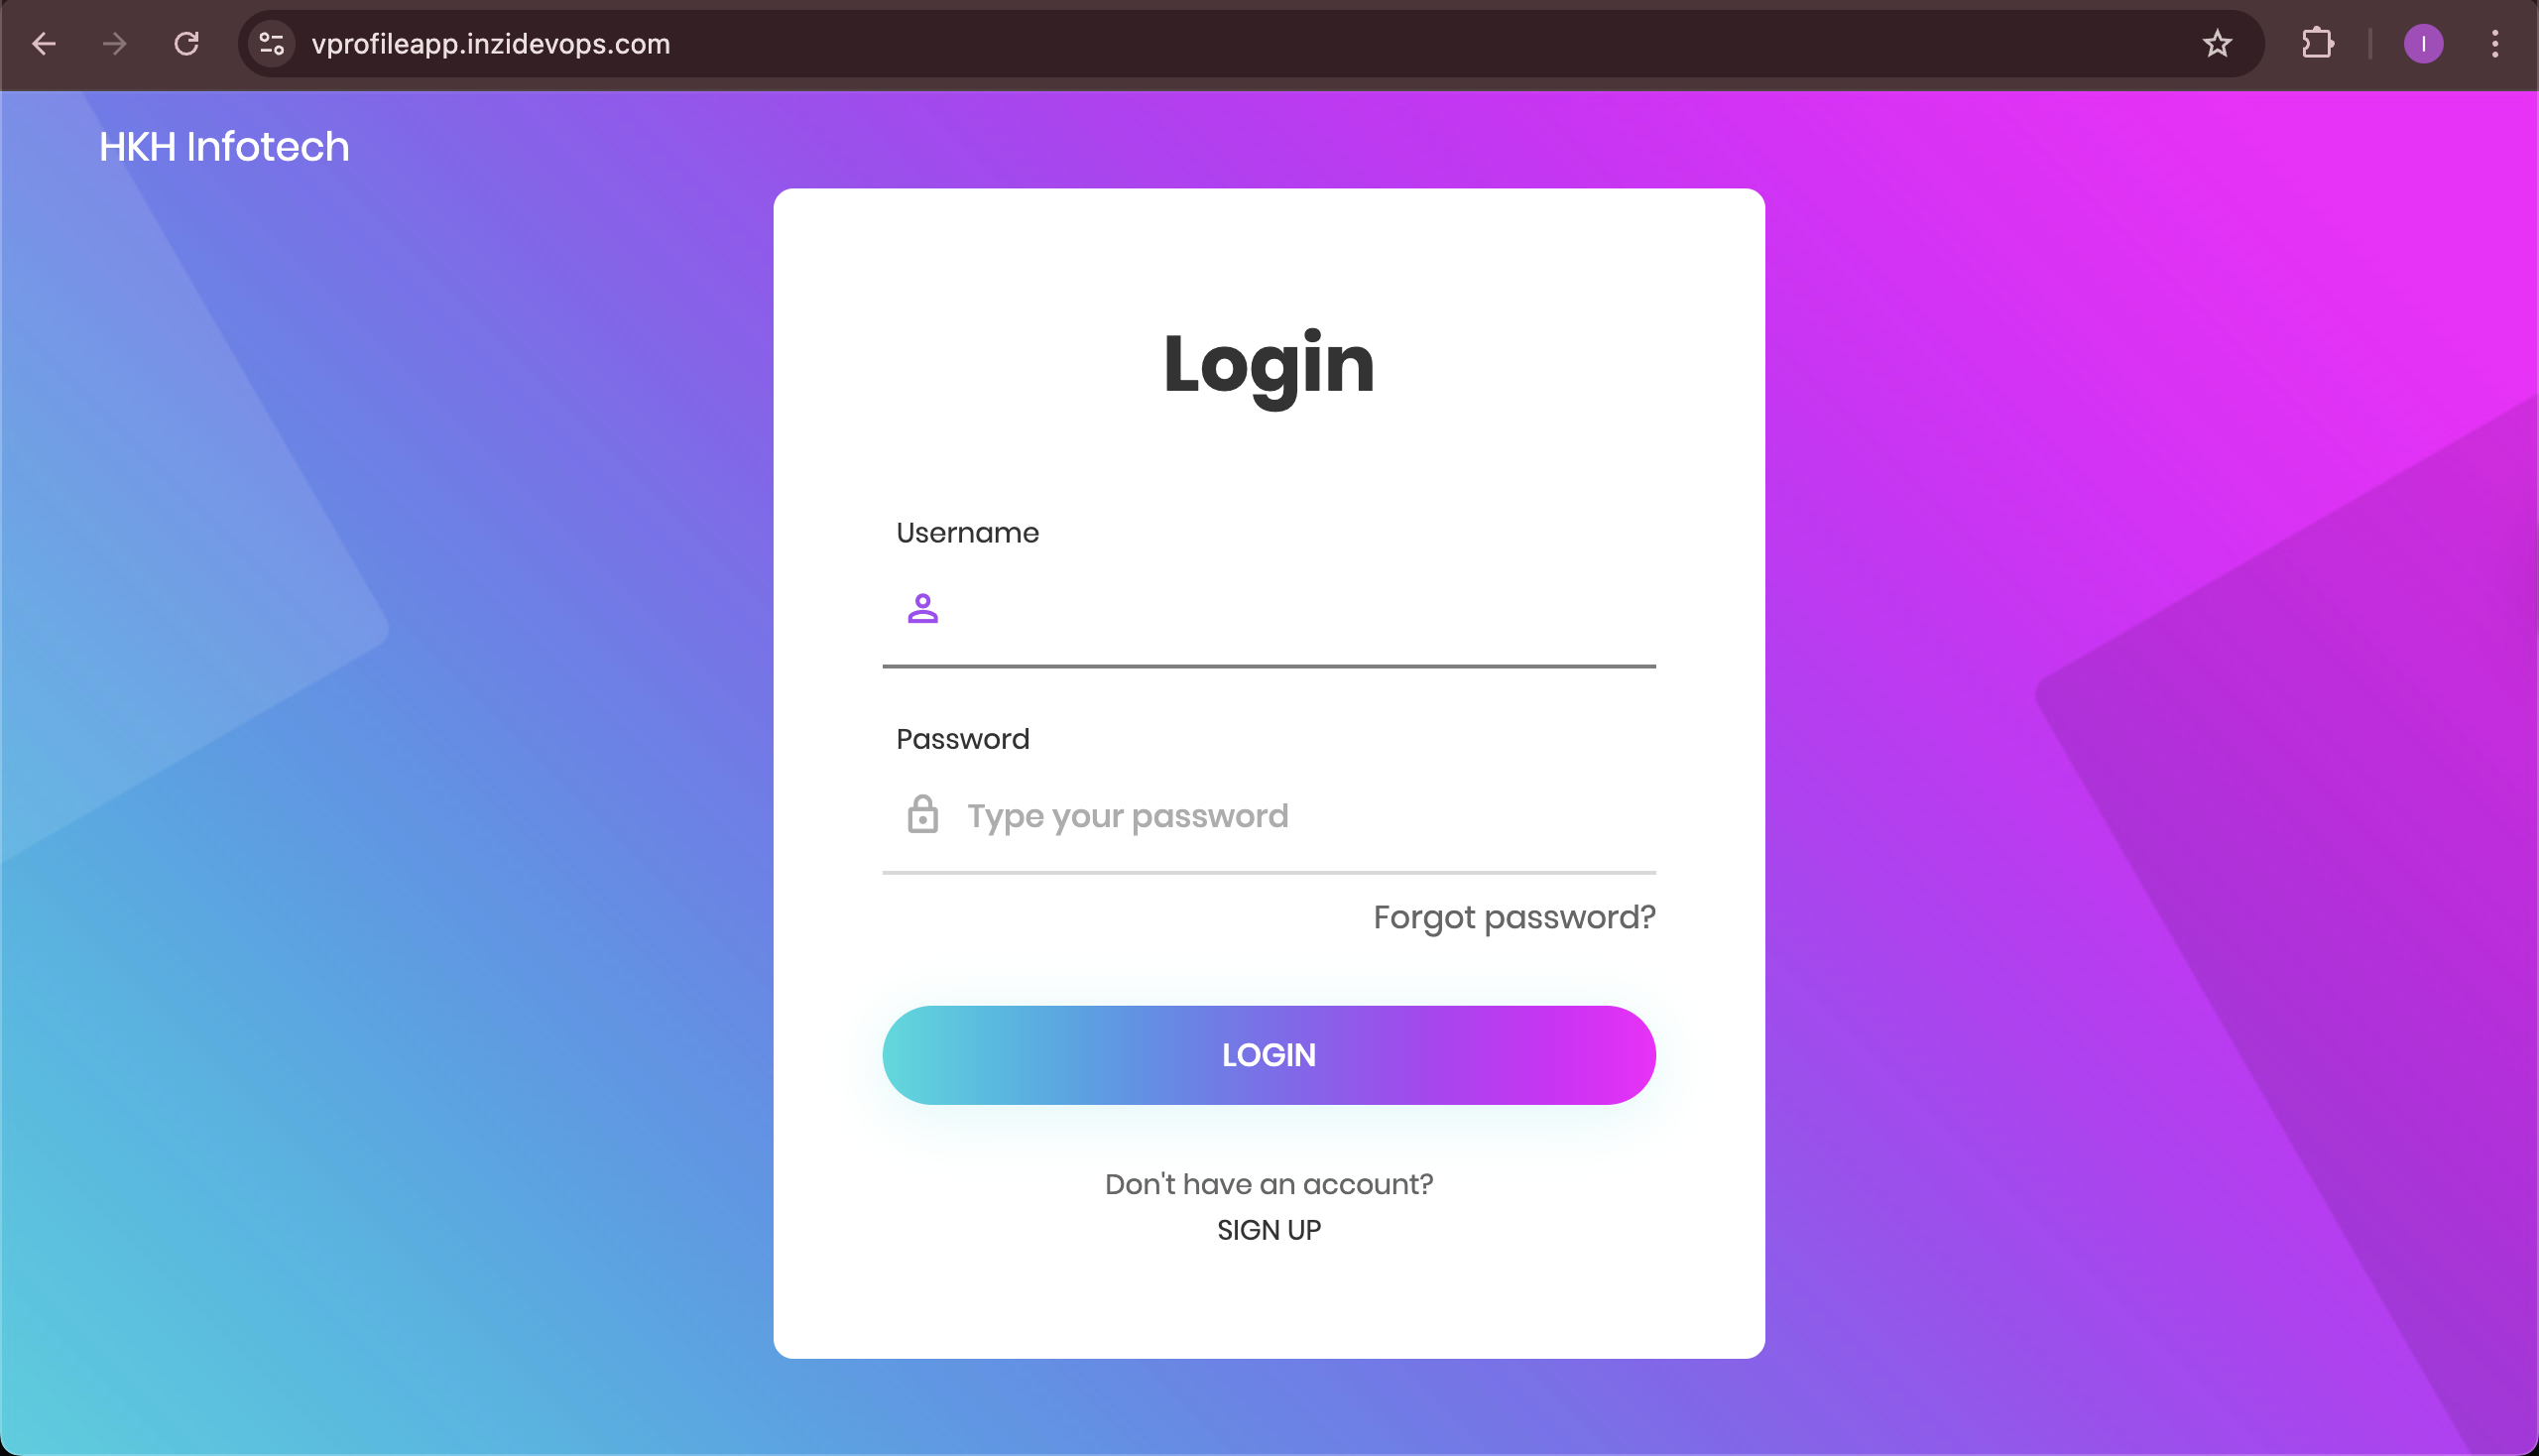 vprofileapp.inzidevops.com
I
HKH Infotech
Login
Username
Password
Type your password
Forgot password?
LOGIN
Don't have an account?
SIGN UP